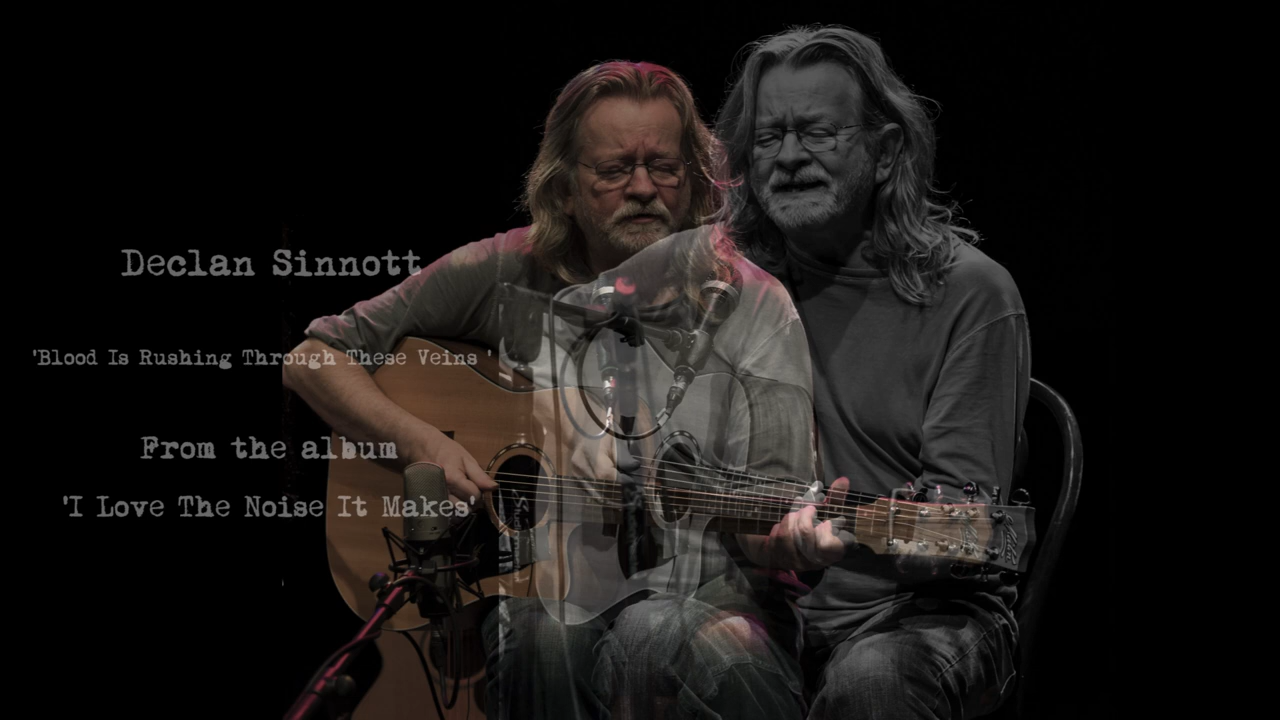 Declan Sinnott
'Blood Is Rushing Through These Veins '
From the album
'I Love The Noise It Makes'